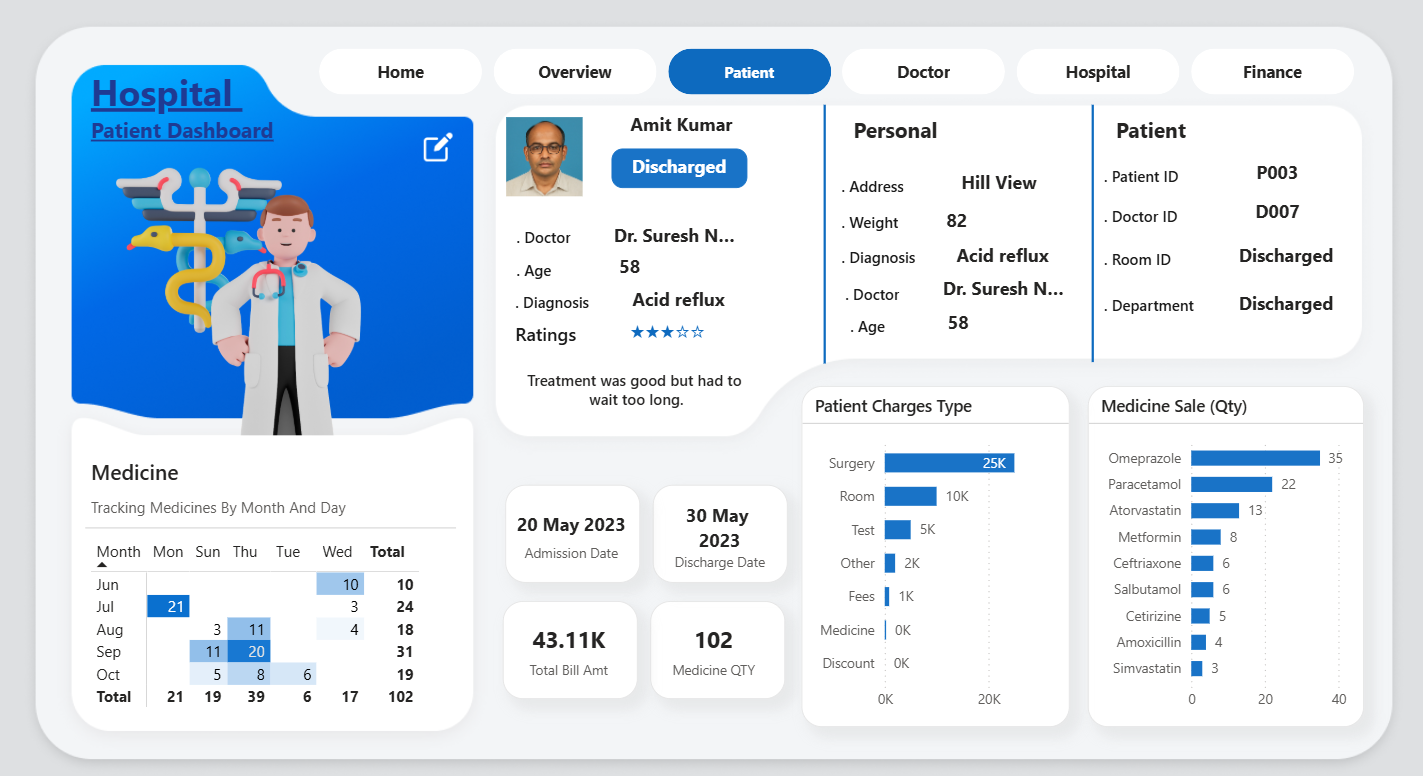 Hospital
Patient Dashboard
Home
Overview
Patient
Doctor
Hospital
Finance
Amit Kumar
Discharged
. Doctor Dr. Suresh N...
. Age 58
. Diagnosis Acid reflux
Ratings ★★★☆☆
Treatment was good but had to
wait too long.
Personal
. Address Hill View
. Weight 82
. Diagnosis Acid reflux
. Doctor Dr. Suresh N...
. Age 58
Patient
. Patient ID P003
. Doctor ID D007
. Room ID Discharged
. Department Discharged
Medicine
Tracking Medicines By Month And Day
Month Mon Sun Thu Tue Wed Total
Jun 10 10
Jul 21 3 24
Aug 3 11 4 18
Sep 11 20 31
Oct 5 8 6 19
Total 21 19 39 6 17 102
20 May 2023
Admission Date
30 May
2023
Discharge Date
43.11K
Total Bill Amt
102
Medicine QTY
Patient Charges Type
Surgery 25K
Room 10K
Test 5K
Other 2K
Fees 1K
Medicine 0K
Discount 0K
0K 20K
Medicine Sale (Qty)
Omeprazole 35
Paracetamol 22
Atorvastatin 13
Metformin 8
Ceftriaxone 6
Salbutamol 6
Cetirizine 5
Amoxicillin 4
Simvastatin 3
0 20 40